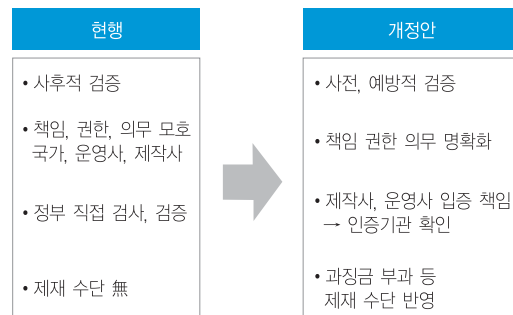 현행
• 사후적 검증
• 책임, 권한, 의무 모호
국가, 운영사, 제작사
• 정부 직접 검사, 검증
• 제재 수단 無
개정안
• 사전, 예방적 검증
• 책임 권한 의무 명확화
• 제작사, 운영사 입증 책임
→ 인증기관 확인
• 과징금 부과 등
제재 수단 반영